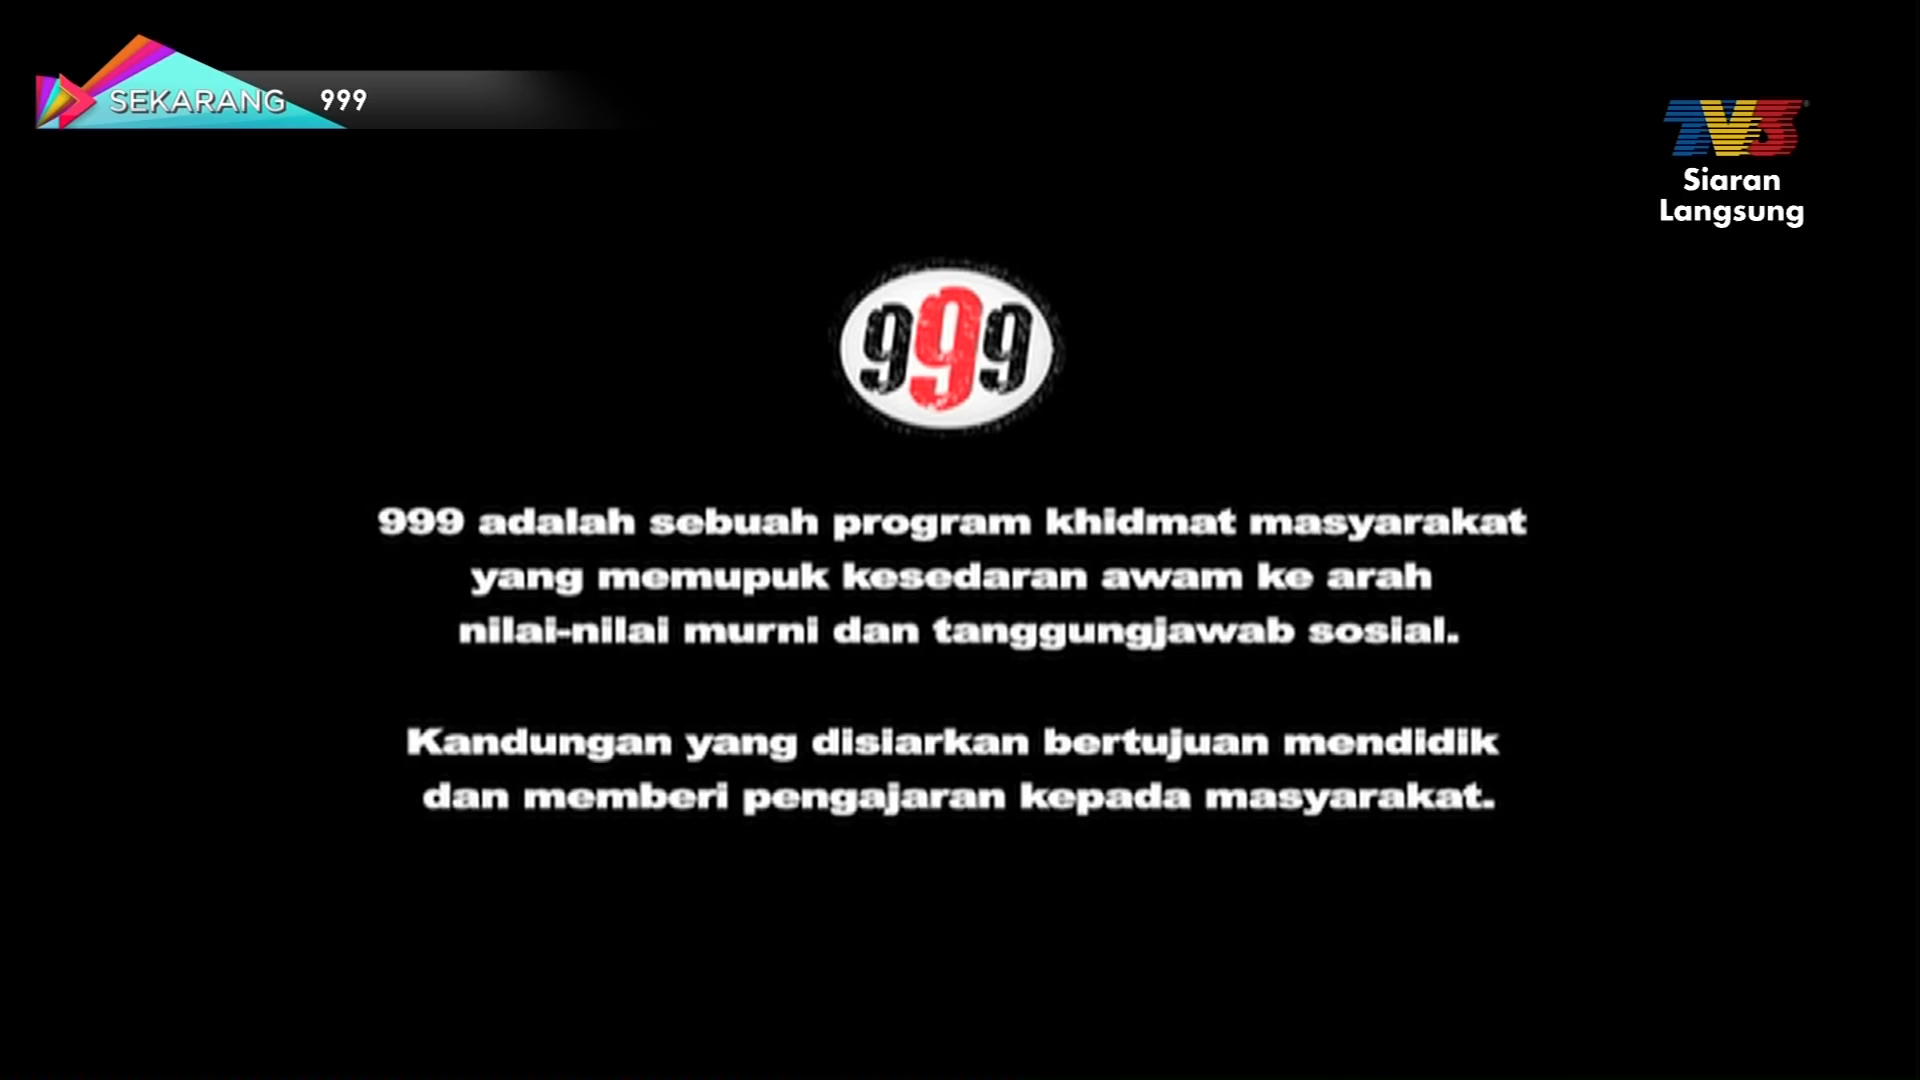 SEKARANG 999
TV3
Siaran
Langsung
999
999 adalah sebuah program khidmat masyarakat
yang memupuk kesedaran awam ke arah
nilai-nilai murni dan tanggungjawab sosial.
Kandungan yang disiarkan bertujuan mendidik
dan memberi pengajaran kepada masyarakat.